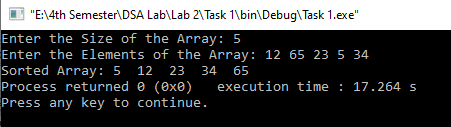 "E:\4th Semester\DSA Lab\Lab 2\Task 1\bin\Debug\Task 1.exe"
Enter the Size of the Array: 5
Enter the Elements of the Array: 12 65 23 5 34
Sorted Array: 5  12  23  34  65
Process returned 0 (0x0)   execution time : 17.264 s
Press any key to continue.